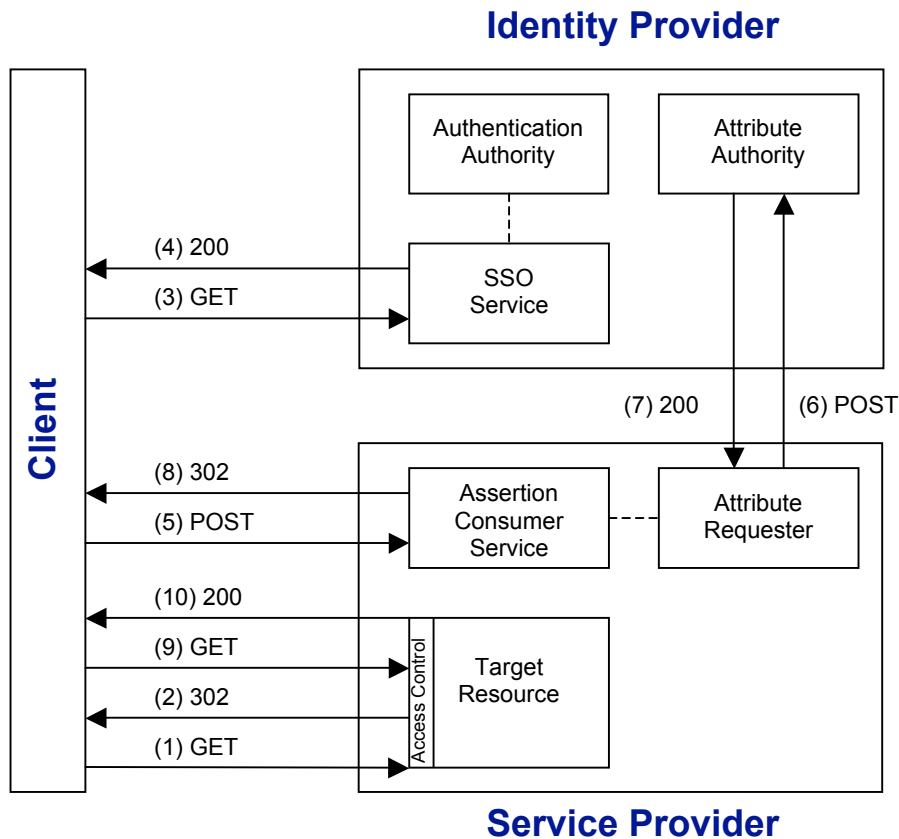 Identity Provider
Authentication
Authority
Attribute
Authority
(4) 200
(3) GET
SSO
Service
Client
(7) 200
(6) POST
(8) 302
(5) POST
Assertion
Consumer
Service
Attribute
Requester
(10) 200
(9) GET
(2) 302
(1) GET
Access Control
Target
Resource
Service Provider